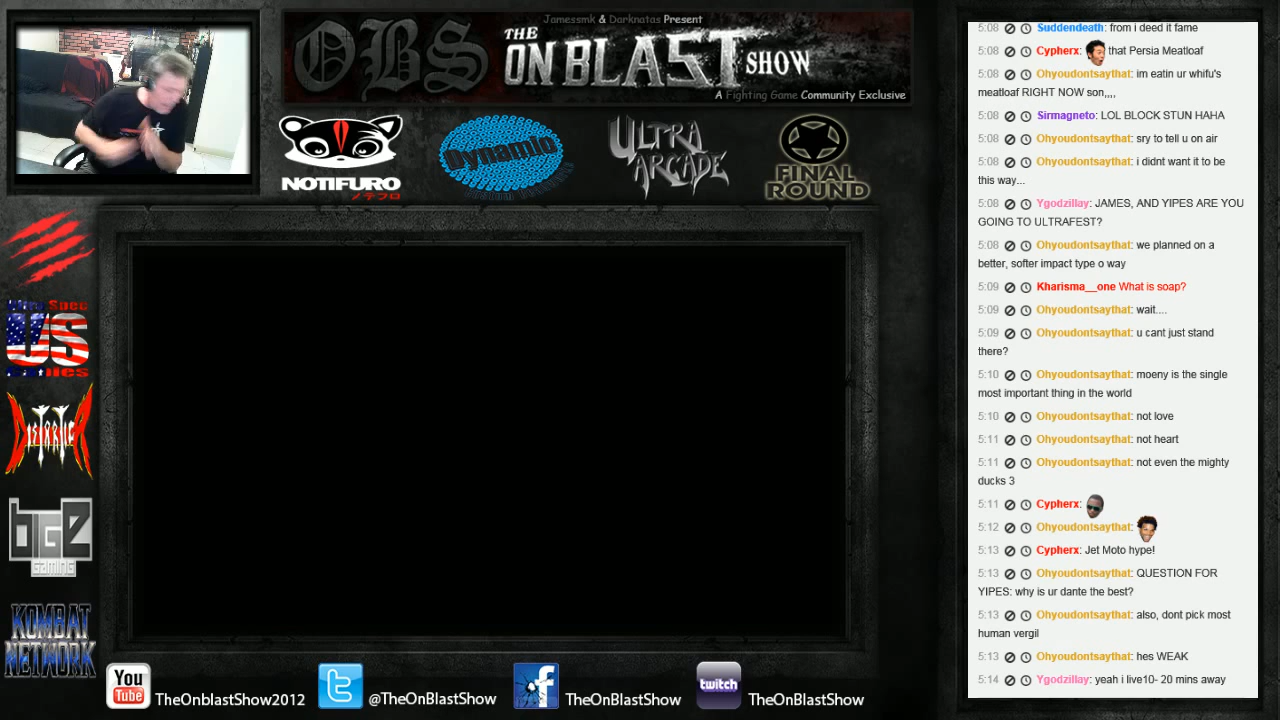 Jamessmk & Darknatas Present
OBS THE ON BLAST SHOW
A Fighting Game Community Exclusive
NOTIFURO
メテフロ
Dynamic
ULTRA ARCADE
FINAL ROUND
US
BIGE
GAMING
KOMBAT
NETWORK
You Tube TheOnblastShow2012
@TheOnBlastShow
TheOnBlastShow
twitch TheOnBlastShow
5:08 Suddendeath: from i deed it fame
5:08 Cypherx: that Persia Meatloaf
5:08 Ohyoudontsaythat: im eatin ur whifu's
meatloaf RIGHT NOW son,,,,
5:08 Sirmagneto: LOL BLOCK STUN HAHA
5:08 Ohyoudontsaythat: sry to tell u on air
5:08 Ohyoudontsaythat: i didnt want it to be
this way...
5:08 Ygodzillay: JAMES, AND YIPES ARE YOU
GOING TO ULTRAFEST?
5:08 Ohyoudontsaythat: we planned on a
better, softer impact type o way
5:09 Kharisma__one What is soap?
5:09 Ohyoudontsaythat: wait....
5:09 Ohyoudontsaythat: u cant just stand
there?
5:10 Ohyoudontsaythat: moeny is the single
most important thing in the world
5:10 Ohyoudontsaythat: not love
5:11 Ohyoudontsaythat: not heart
5:11 Ohyoudontsaythat: not even the mighty
ducks 3
5:11 Cypherx:
5:12 Ohyoudontsaythat:
5:13 Cypherx: Jet Moto hype!
5:13 Ohyoudontsaythat: QUESTION FOR
YIPES: why is ur dante the best?
5:13 Ohyoudontsaythat: also, dont pick most
human vergil
5:13 Ohyoudontsaythat: hes WEAK
5:14 Ygodzillay: yeah i live10- 20 mins away